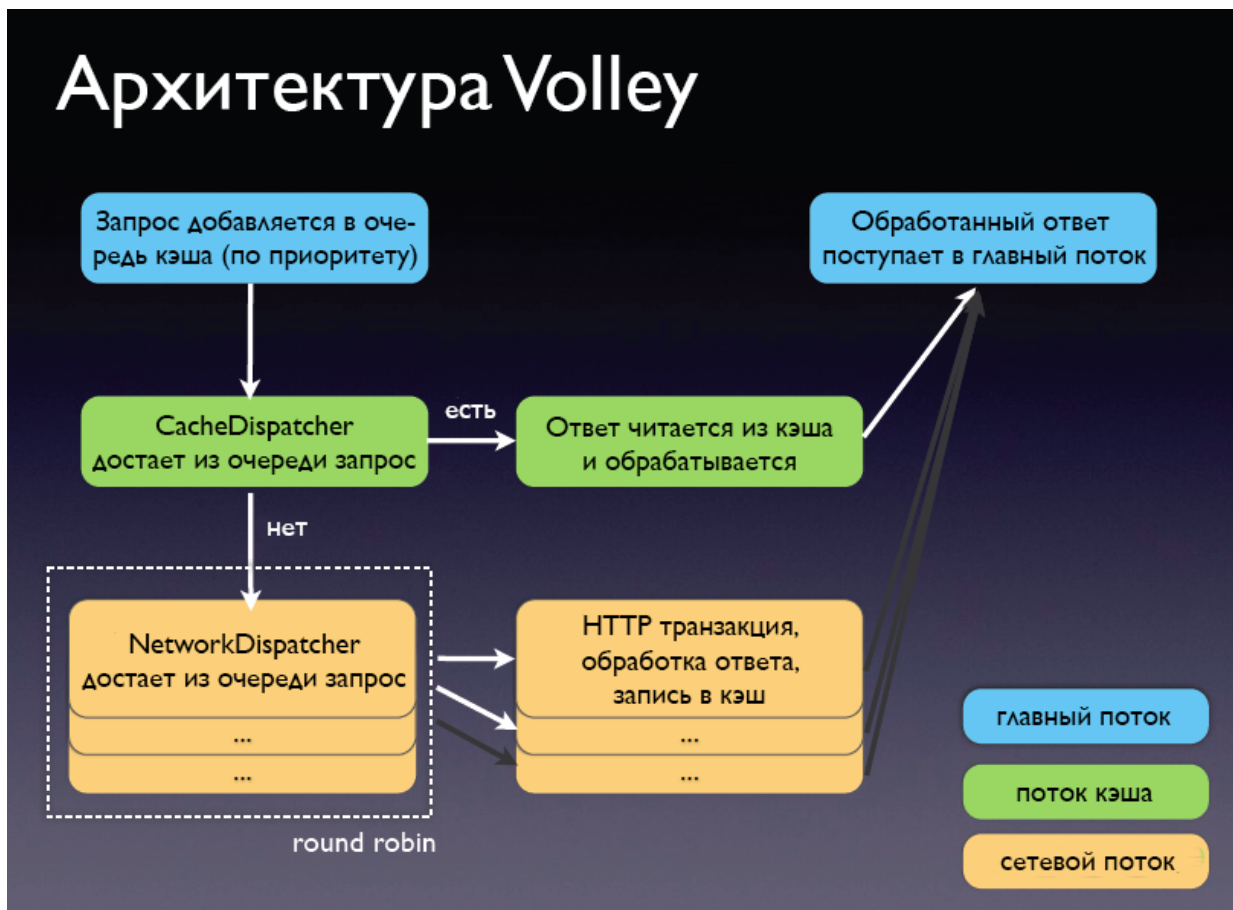 Архитектура Volley
Запрос добавляется в оче-
редь кэша (по приоритету)
Обработанный ответ
поступает в главный поток
CacheDispatcher
достает из очереди запрос
есть
Ответ читается из кэша
и обрабатывается
нет
NetworkDispatcher
достает из очереди запрос
...
...
HTTP транзакция,
обработка ответа,
запись в кэш
...
...
round robin
главный поток
поток кэша
сетевой поток